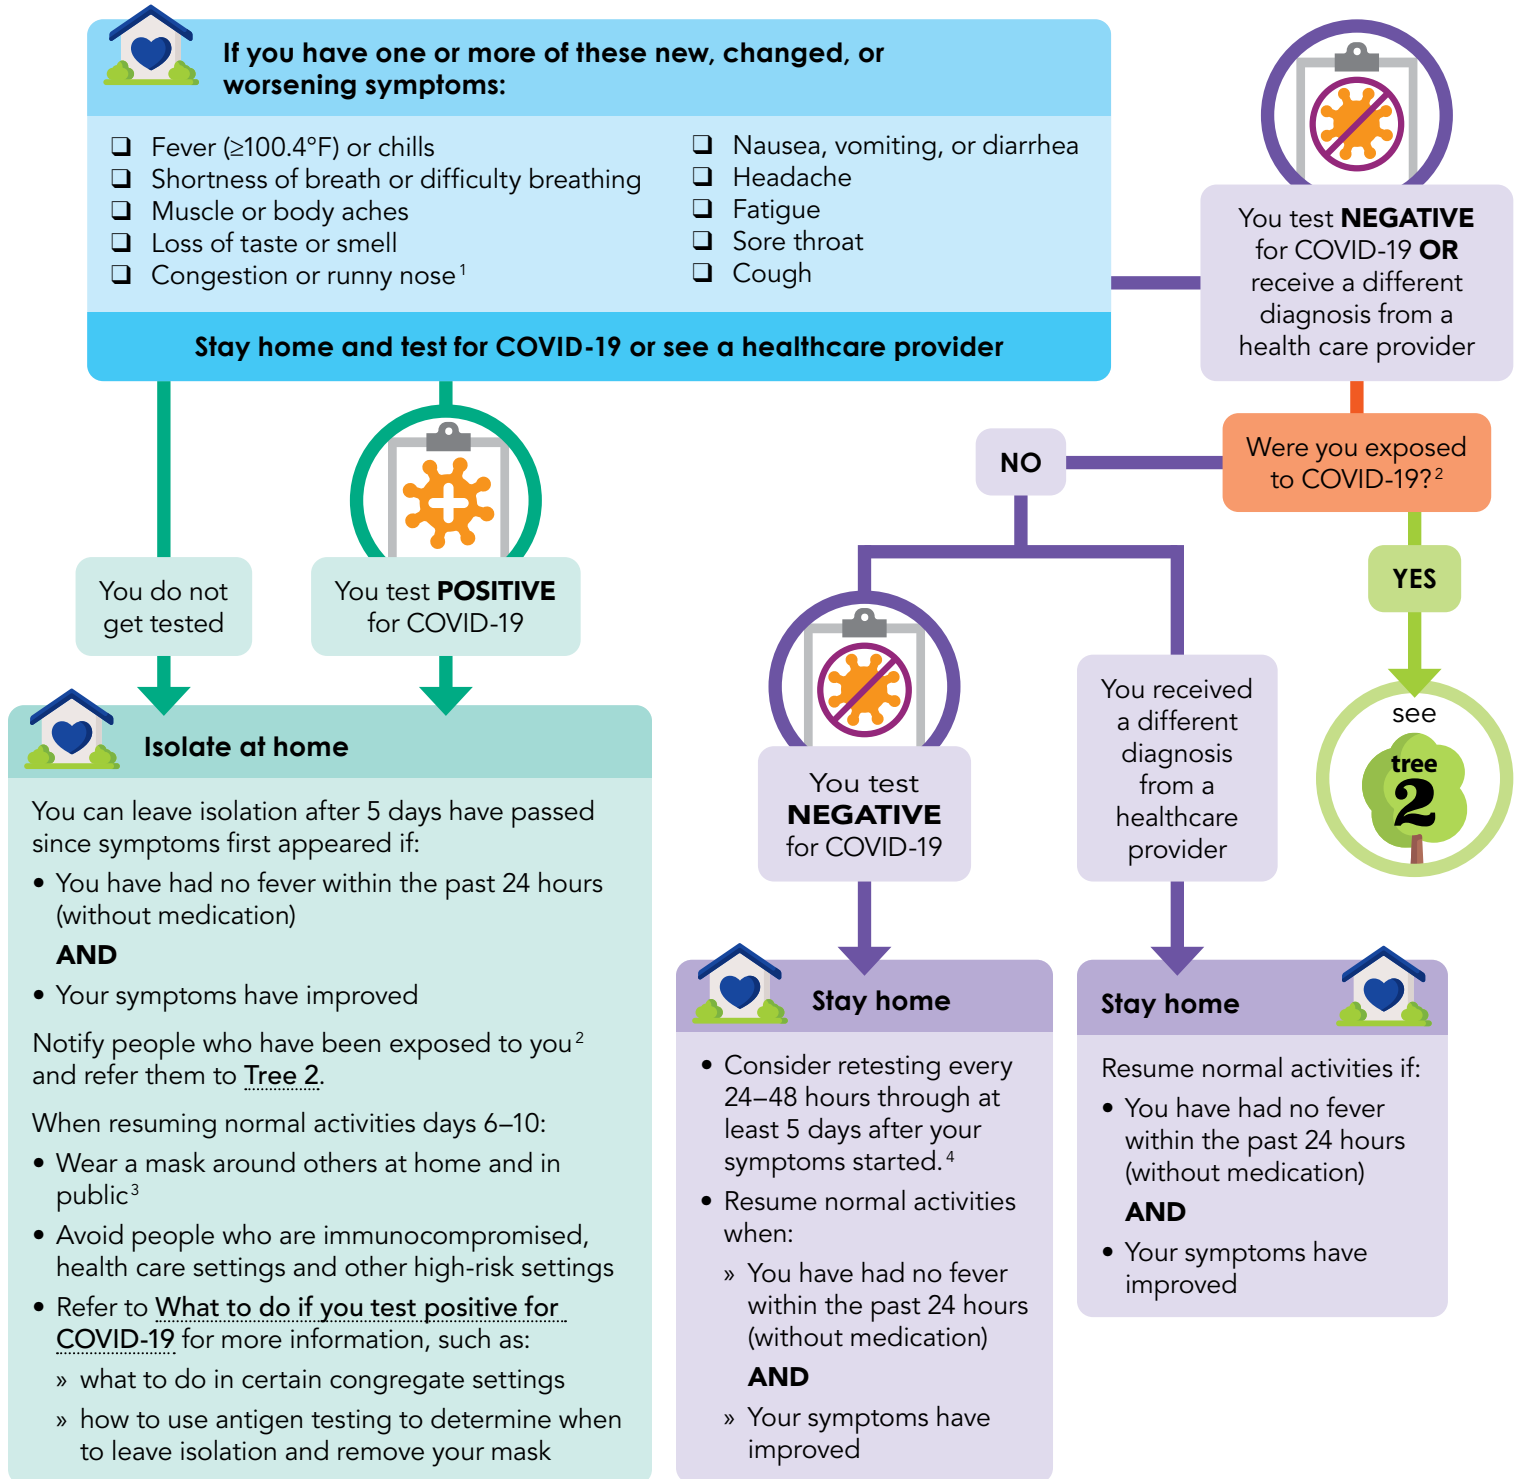 If you have one or more of these new, changed, or
worsening symptoms:
❑ Fever (≥100.4°F) or chills
❑ Shortness of breath or difficulty breathing
❑ Muscle or body aches
❑ Loss of taste or smell
❑ Congestion or runny nose 1
❑ Nausea, vomiting, or diarrhea
❑ Headache
❑ Fatigue
❑ Sore throat
❑ Cough
Stay home and test for COVID-19 or see a healthcare provider
You test NEGATIVE
for COVID-19 OR
receive a different
diagnosis from a
health care provider
Were you exposed
to COVID-19? 2
NO
YES
see
tree
2
You do not
get tested
You test POSITIVE
for COVID-19
Isolate at home
You can leave isolation after 5 days have passed
since symptoms first appeared if:
• You have had no fever within the past 24 hours
(without medication)
AND
• Your symptoms have improved
Notify people who have been exposed to you 2
and refer them to Tree 2.
When resuming normal activities days 6–10:
• Wear a mask around others at home and in
public 3
• Avoid people who are immunocompromised,
health care settings and other high-risk settings
• Refer to What to do if you test positive for
COVID-19 for more information, such as:
» what to do in certain congregate settings
» how to use antigen testing to determine when
to leave isolation and remove your mask
You test
NEGATIVE
for COVID-19
Stay home
• Consider retesting every
24–48 hours through at
least 5 days after your
symptoms started. 4
• Resume normal activities
when:
» You have had no fever
within the past 24 hours
(without medication)
AND
» Your symptoms have
improved
You received
a different
diagnosis
from a
healthcare
provider
Stay home
Resume normal activities if:
• You have had no fever
within the past 24 hours
(without medication)
AND
• Your symptoms have
improved